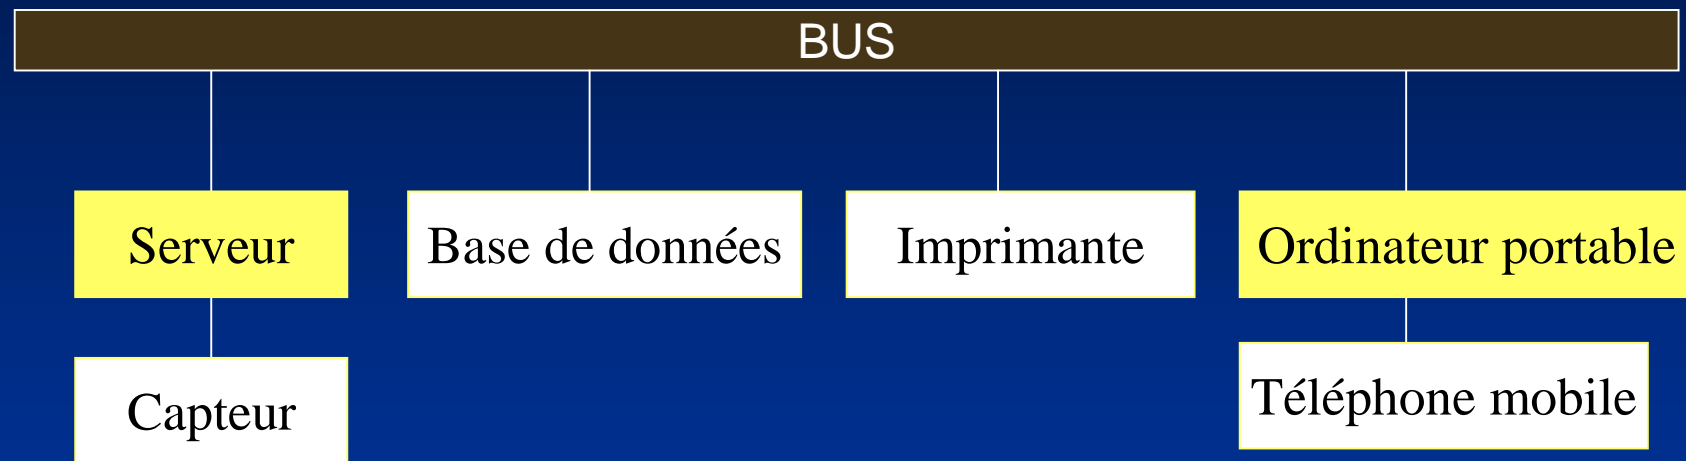 BUS
Serveur
Base de données
Imprimante
Ordinateur portable
Capteur
Téléphone mobile